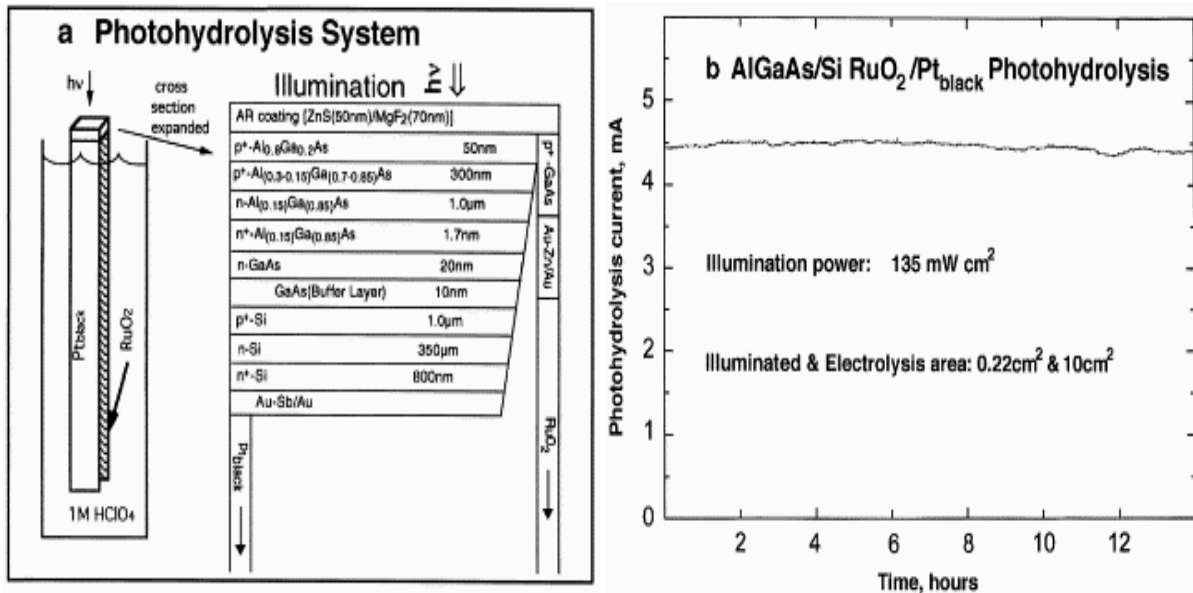 a Photohydrolysis System
hν
cross
section
expanded
Illumination hν
AR coating [ZnS(50nm)/MgF2(70nm)]
p+-Al0.8Ga0.2As 50nm
p+-Al(0.3-0.15)Ga(0.7-0.85)As 300nm
n-Al(0.15)Ga(0.85)As 1.0µm
n+-Al(0.15)Ga(0.85)As 1.7nm
n-GaAs 20nm
GaAs(Buffer Layer) 10nm
p+-Si 1.0µm
n-Si 350µm
n+-Si 800nm
Au-Sb/Au
p+-GaAs
Au-Zn/Au
RuO2
Ptblack
Ptblack
RuO2
1M HClO4
b AlGaAs/Si RuO2/Ptblack Photohydrolysis
Illumination power: 135 mW cm2
Illuminated & Electrolysis area: 0.22cm2 & 10cm2
Photohydrolysis current, mA
5
4
3
2
1
0
2 4 6 8 10 12
Time, hours